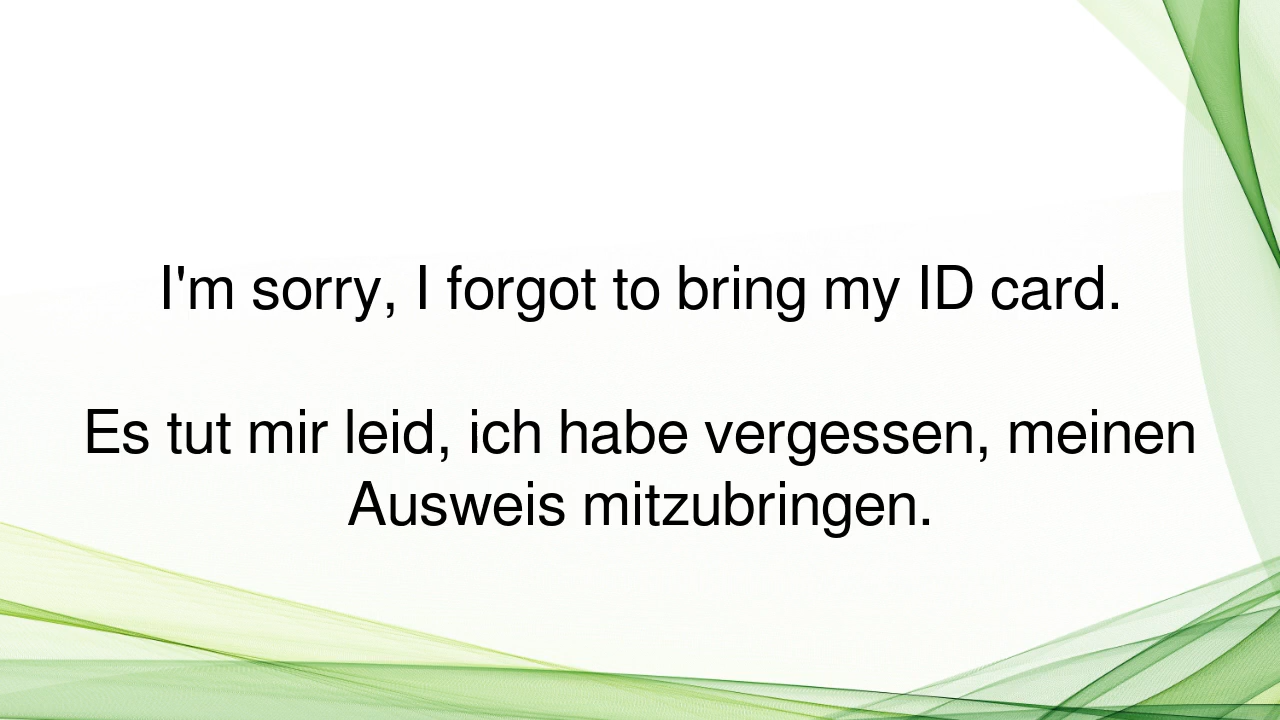 I'm sorry, I forgot to bring my ID card.
Es tut mir leid, ich habe vergessen, meinen
Ausweis mitzubringen.